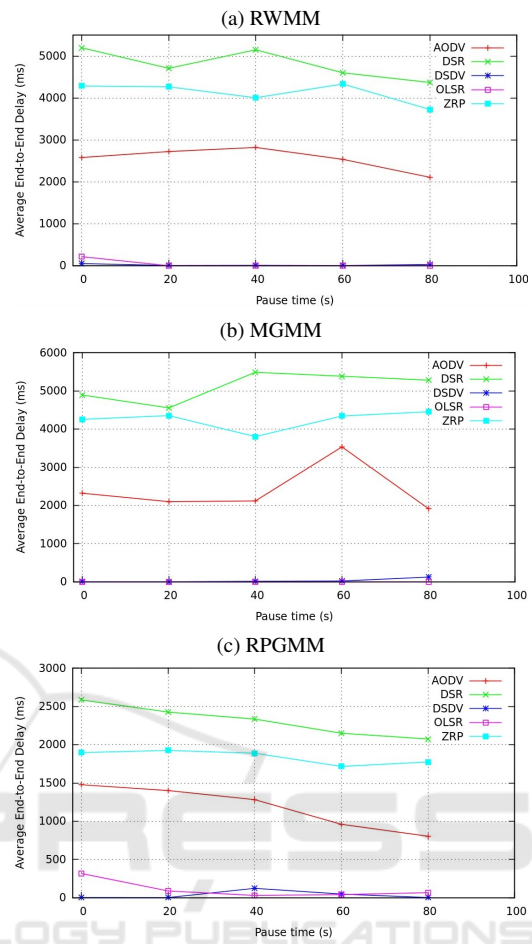 (a) RWMM
Average End-to-End Delay (ms)
5000
4000
3000
2000
1000
0
0 20 40 60 80 100
Pause time (s)
AODV
DSR
DSDV
OLSR
ZRP
(b) MGMM
Average End-to-End Delay (ms)
6000
5000
4000
3000
2000
1000
0
0 20 40 60 80 100
Pause time (s)
AODV
DSR
DSDV
OLSR
ZRP
(c) RPGMM
Average End-to-End Delay (ms)
3000
2500
2000
1500
1000
500
0
0 20 40 60 80 100
Pause time (s)
AODV
DSR
DSDV
OLSR
ZRP
PRESS
LOGY PUBLICATIONS